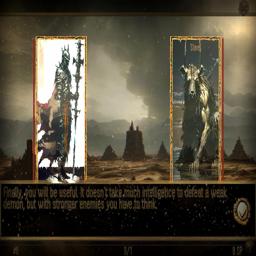 Finally, you will be useful. It doesn't take much intelligence to defeat a weak
demon, but with stronger enemies you have to think.